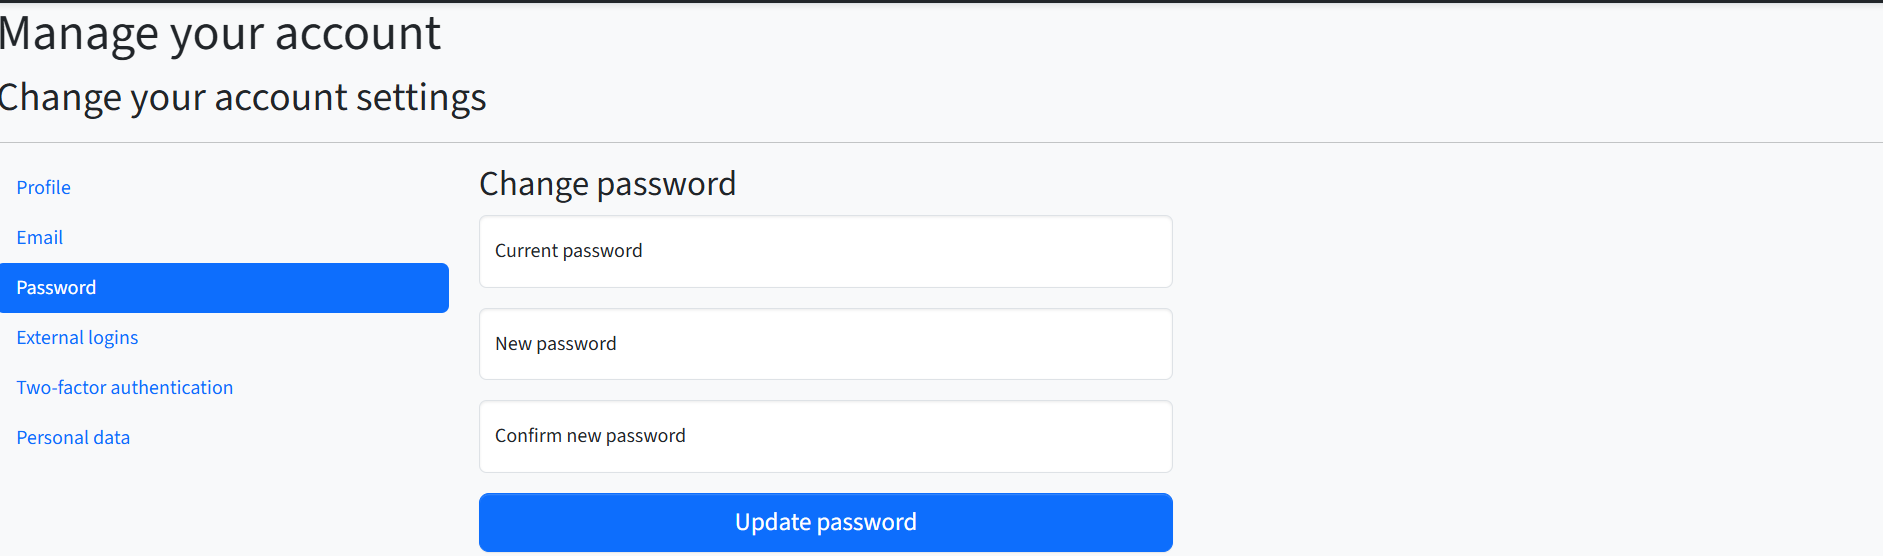 Manage your account
Change your account settings
Profile
Email
Password
External logins
Two-factor authentication
Personal data
Change password
Current password
New password
Confirm new password
Update password